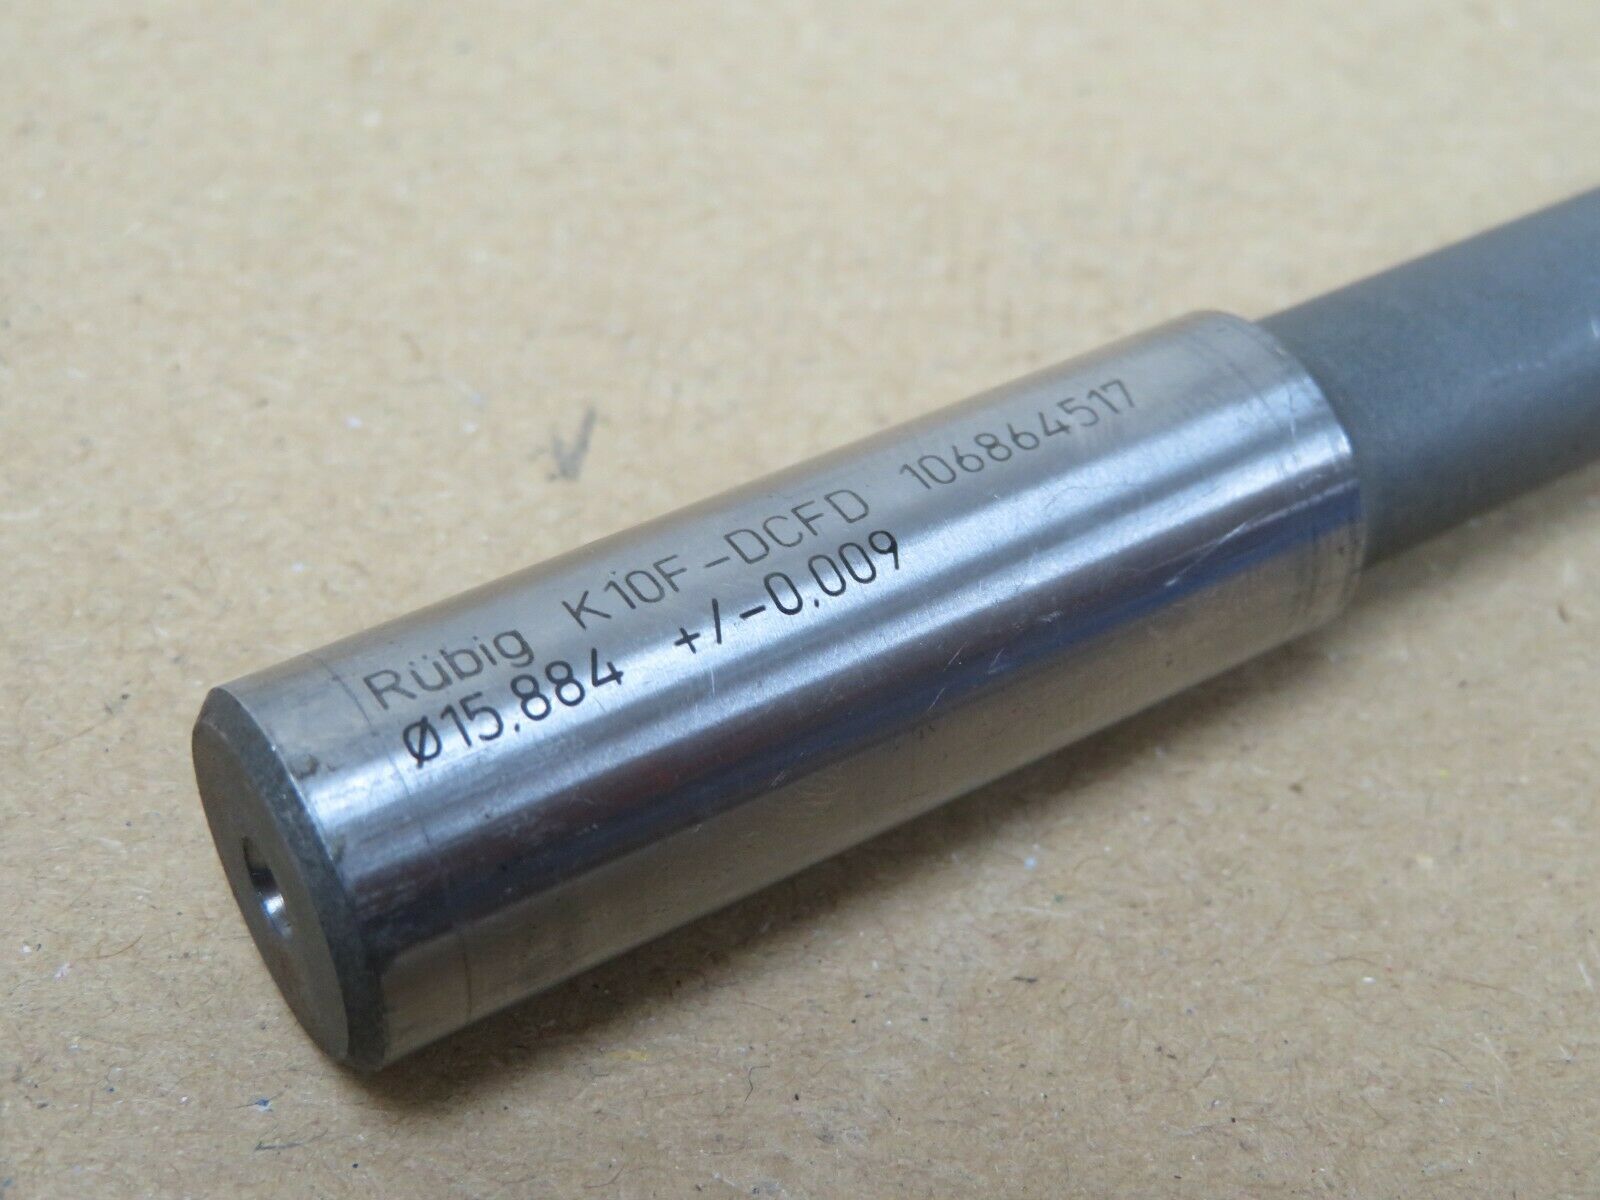 Rübig K10F-DCFD 106864517
Ø15.884 +/-0.009